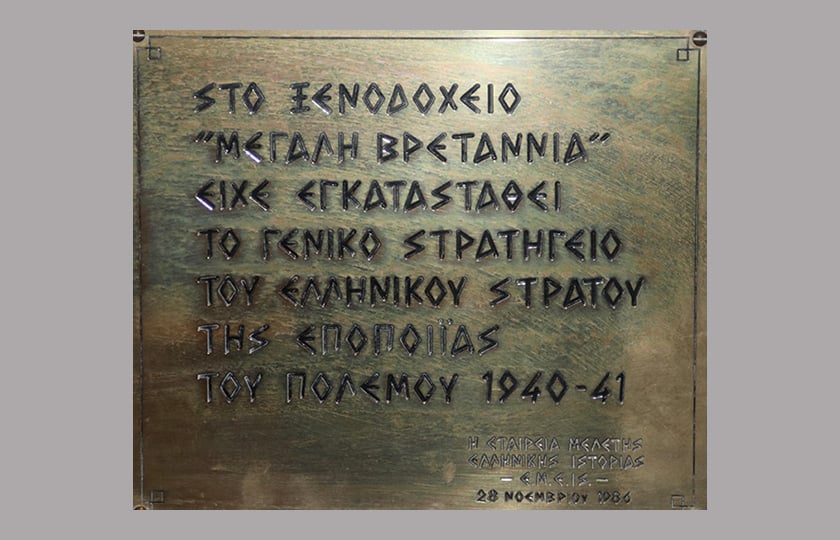 ΣΤΟ ΞΕΝΟΔΟΧΕΙΟ
"ΜΕΓΑΛΗ ΒΡΕΤΑΝΝΙΑ"
ΕΙΧΕ ΕΓΚΑΤΑΣΤΑΘΕΙ
ΤΟ ΓΕΝΙΚΟ ΣΤΡΑΤΗΓΕΙΟ
ΤΟΥ ΕΛΛΗΝΙΚΟΥ ΣΤΡΑΤΟΥ
ΤΗΣ ΕΠΟΠΟΙΪΑΣ
ΤΟΥ ΠΟΛΕΜΟΥ 1940-41
Η ΕΤΑΙΡΕΙΑ ΜΕΛΕΤΗΣ
ΕΛΛΗΝΙΚΗΣ ΙΣΤΟΡΙΑΣ
— Ε.Μ.Ε.ΙΣ. —
28 ΝΟΕΜΒΡΙΟΥ 1986